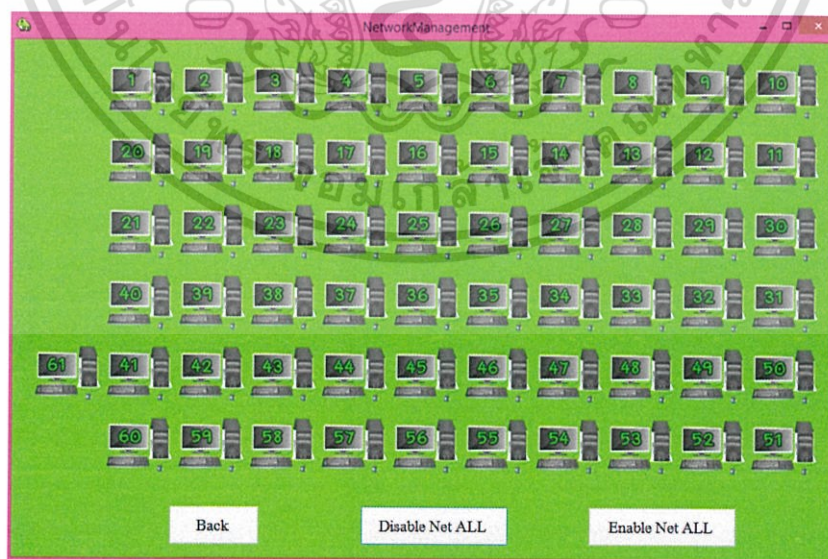 NetworkManagement
1 2 3 4 5 6 7 8 9 10
20 19 18 17 16 15 14 13 12 11
21 22 23 24 25 26 27 28 29 30
40 39 38 37 36 35 34 33 32 31
61 41 42 43 44 45 46 47 48 49 50
60 59 58 57 56 55 54 53 52 51
Back Disable Net ALL Enable Net ALL